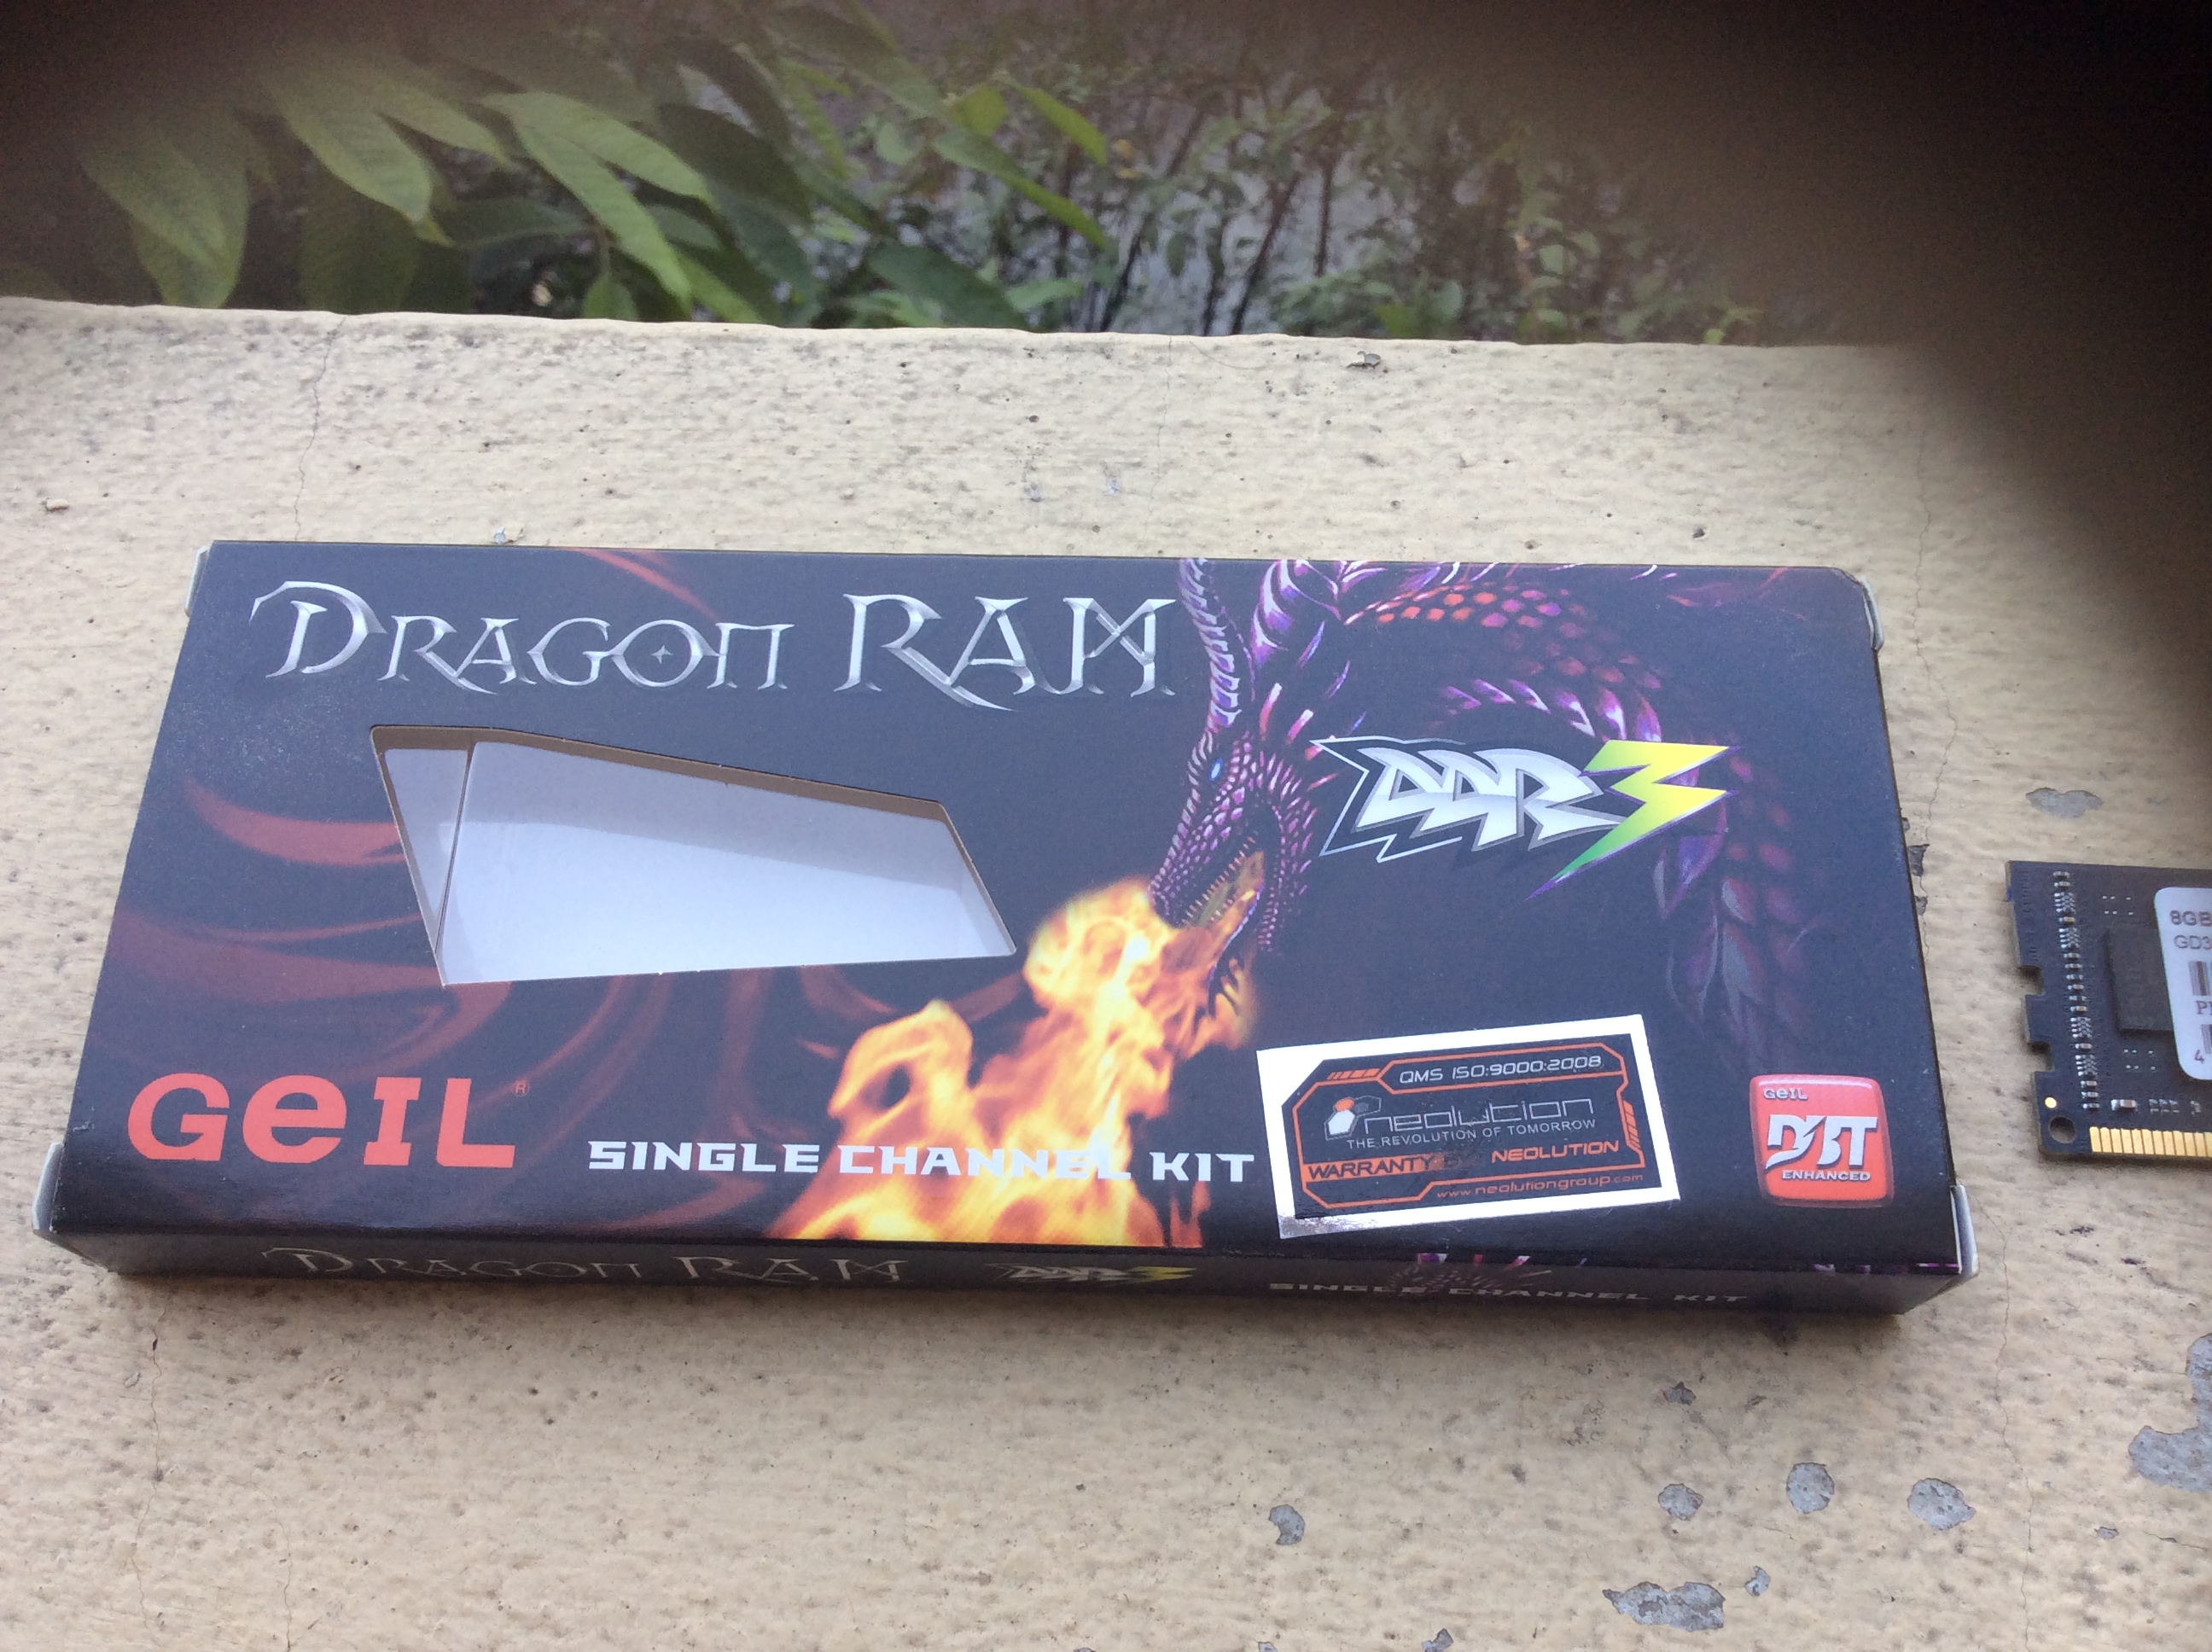 DRAGON RAM
DDR3
GeIL®
SINGLE CHANNEL KIT
QMS ISO:9000:2008
neolution
THE REVOLUTION OF TOMORROW
WARRANTY NEOLUTION
www.neolutiongroup.com
GeIL
DBT
ENHANCED
DRAGON RAM DDR3 SINGLE CHANNEL KIT
8GB
GD3
4